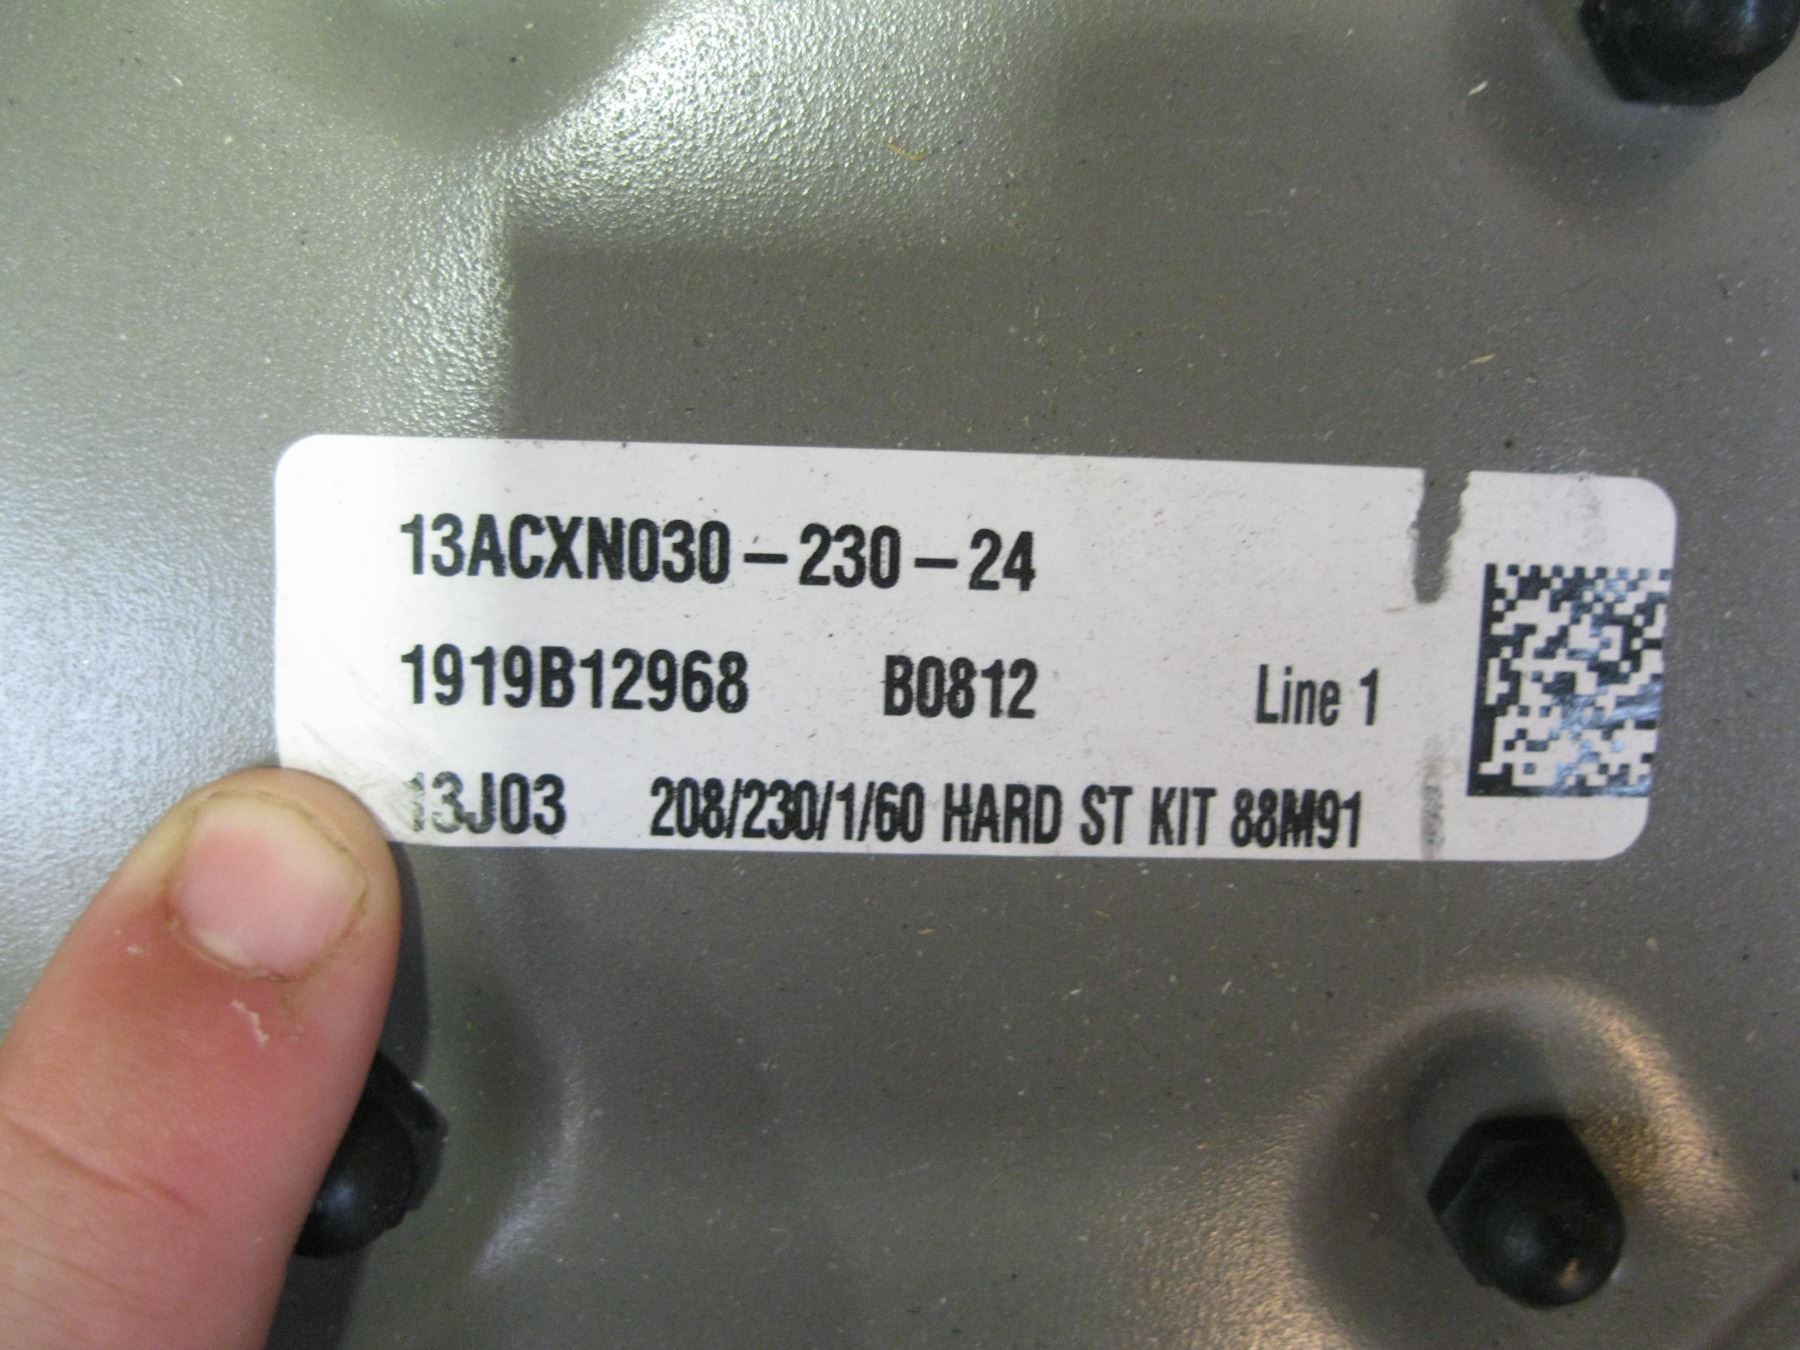 13ACXN030-230-24
1919B12968 B0812 Line 1
13J03 208/230/1/60 HARD ST KIT 88M91